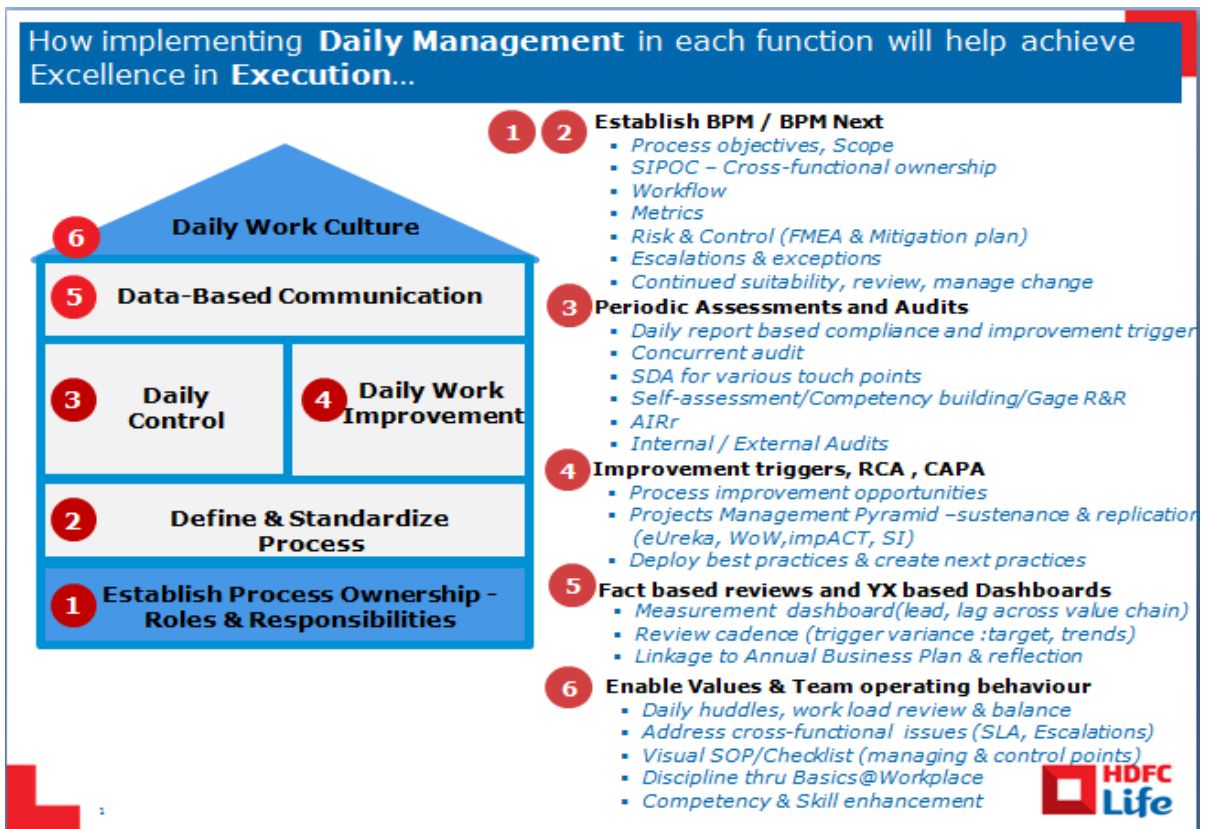 How implementing Daily Management in each function will help achieve
Excellence in Execution...
6
Daily Work Culture
5
Data-Based Communication
3
Daily
Control
4
Daily Work
Improvement
2
Define & Standardize
Process
1
Establish Process Ownership -
Roles & Responsibilities
1 2 Establish BPM / BPM Next
▪ Process objectives, Scope
▪ SIPOC – Cross-functional ownership
▪ Workflow
▪ Metrics
▪ Risk & Control (FMEA & Mitigation plan)
▪ Escalations & exceptions
▪ Continued suitability, review, manage change
3 Periodic Assessments and Audits
▪ Daily report based compliance and improvement trigger
▪ Concurrent audit
▪ SDA for various touch points
▪ Self-assessment/Competency building/Gage R&R
▪ AIRr
▪ Internal / External Audits
4 Improvement triggers, RCA , CAPA
▪ Process improvement opportunities
▪ Projects Management Pyramid –sustenance & replication
(eUreka, WoW,impACT, SI)
▪ Deploy best practices & create next practices
5 Fact based reviews and YX based Dashboards
▪ Measurement dashboard(lead, lag across value chain)
▪ Review cadence (trigger variance :target, trends)
▪ Linkage to Annual Business Plan & reflection
6 Enable Values & Team operating behaviour
▪ Daily huddles, work load review & balance
▪ Address cross-functional issues (SLA, Escalations)
▪ Visual SOP/Checklist (managing & control points)
▪ Discipline thru Basics@Workplace
▪ Competency & Skill enhancement
HDFC
Life
1